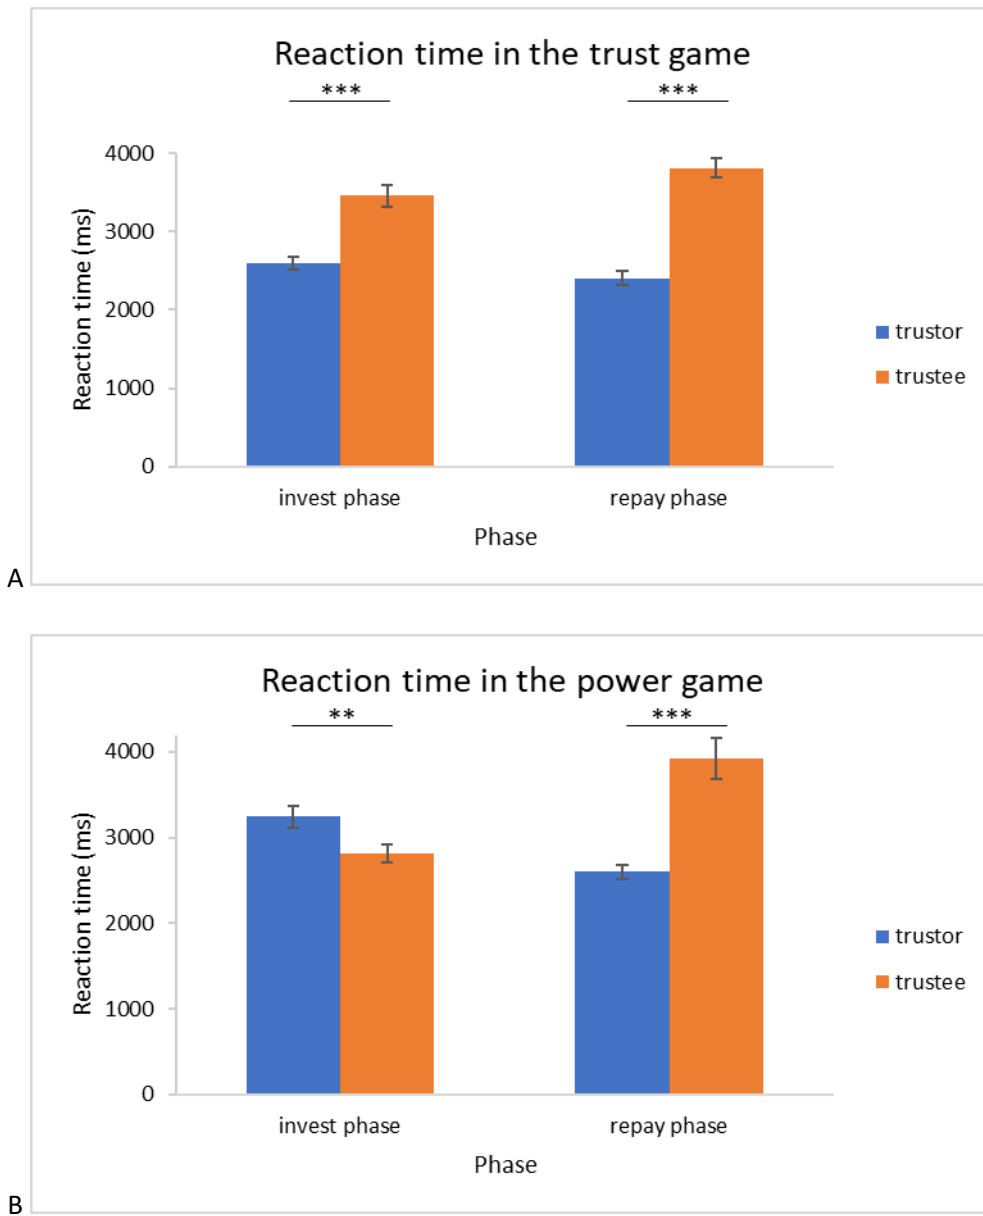 Reaction time in the trust game
*** ***
4000
3000
2000
1000
0
Reaction time (ms)
invest phase repay phase
Phase
trustor
trustee
A
Reaction time in the power game
** ***
4000
3000
2000
1000
0
Reaction time (ms)
invest phase repay phase
Phase
trustor
trustee
B